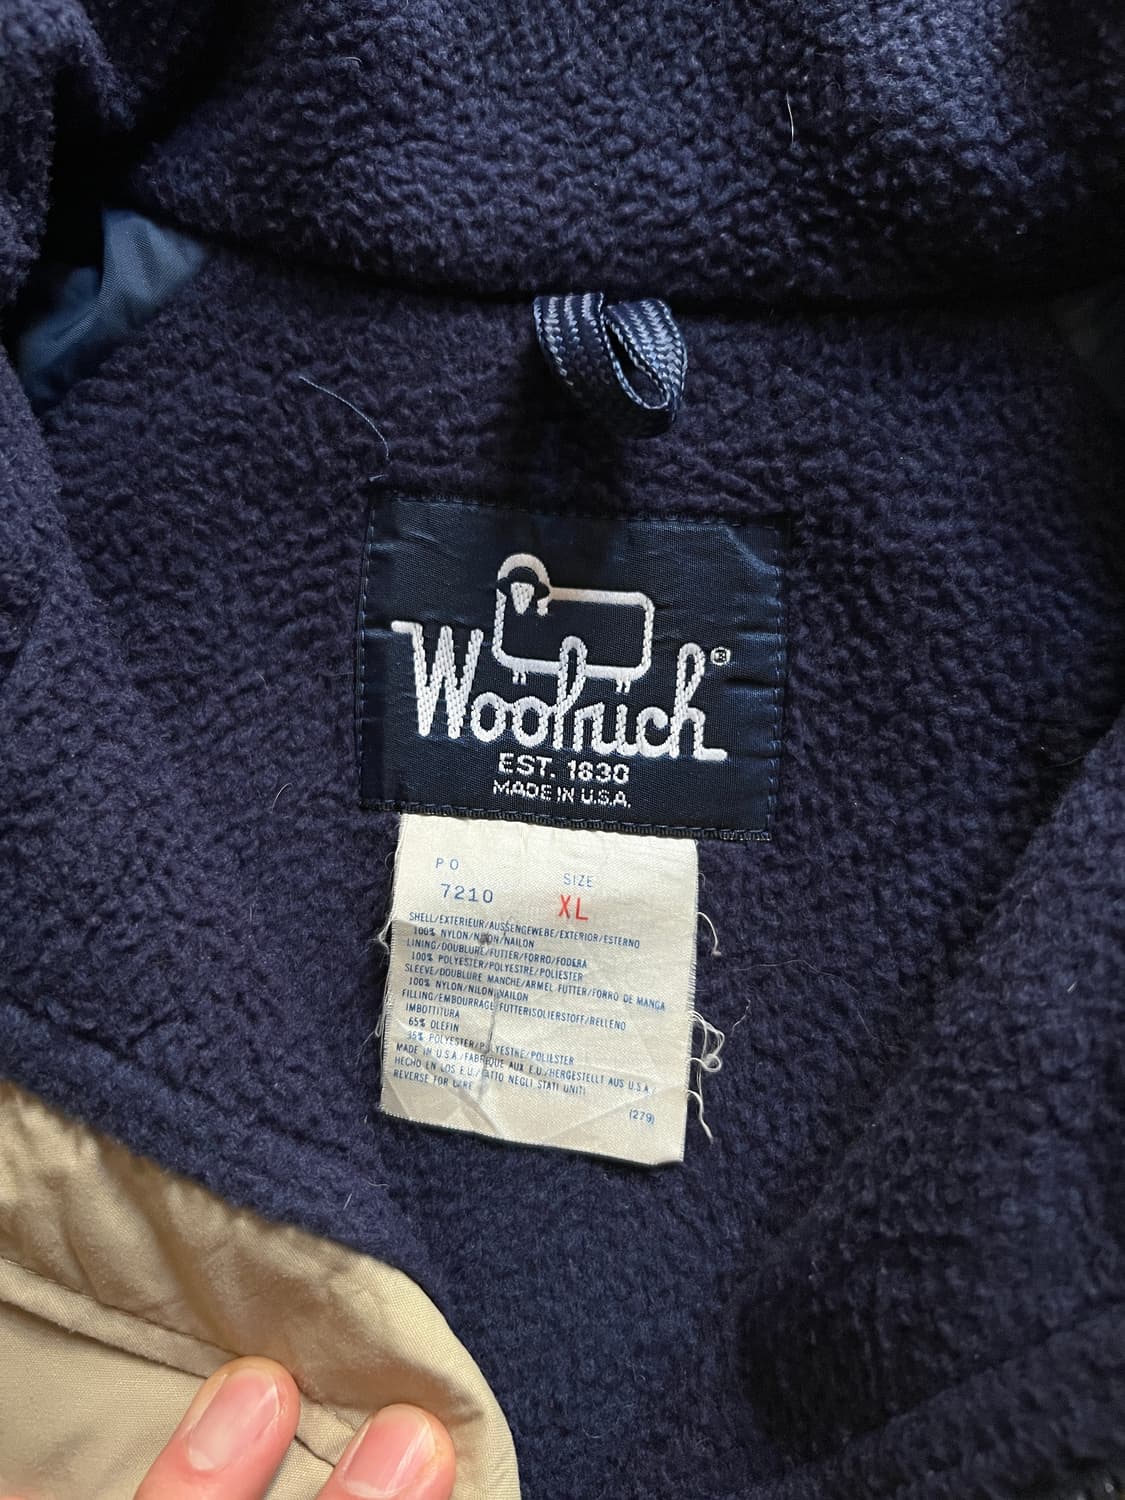 Woolrich®
EST. 1830
MADE IN U.S.A.
PO
7210
SIZE
XL
SHELL/EXTERIEUR/AUSSENGEWEBE/EXTERIOR/ESTERNO
100% NYLON/NYLON/NAILON
LINING/DOUBLURE/FUTTER/FORRO/FODERA
100% POLYESTER/POLYESTRE/POLIESTER
SLEEVE/DOUBLURE MANCHE/ARMEL FUTTER/FORRO DE MANGA
100% NYLON/NILON/NAILON
FILLING/EMBOURRAGE FUTTERISOLIERSTOFF/RELLENO
IMBOTTITURA
65% OLEFIN
35% POLYESTER/POLYESTRE/POLIESTER
MADE IN U.S.A/FABRIQUE AUX E.U./HERGESTELLT AUS U.S.A/
HECHO EN LOS E.U./FATTO NEGLI STATI UNITI
REVERSE FOR CARE
(279)